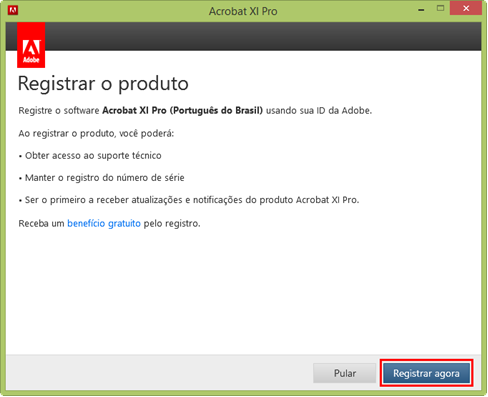 Acrobat XI Pro
Adobe
Registrar o produto
Registre o software Acrobat XI Pro (Português do Brasil) usando sua ID da Adobe.
Ao registrar o produto, você poderá:
• Obter acesso ao suporte técnico
• Manter o registro do número de série
• Ser o primeiro a receber atualizações e notificações do produto Acrobat XI Pro.
Receba um benefício gratuito pelo registro.
Pular
Registrar agora